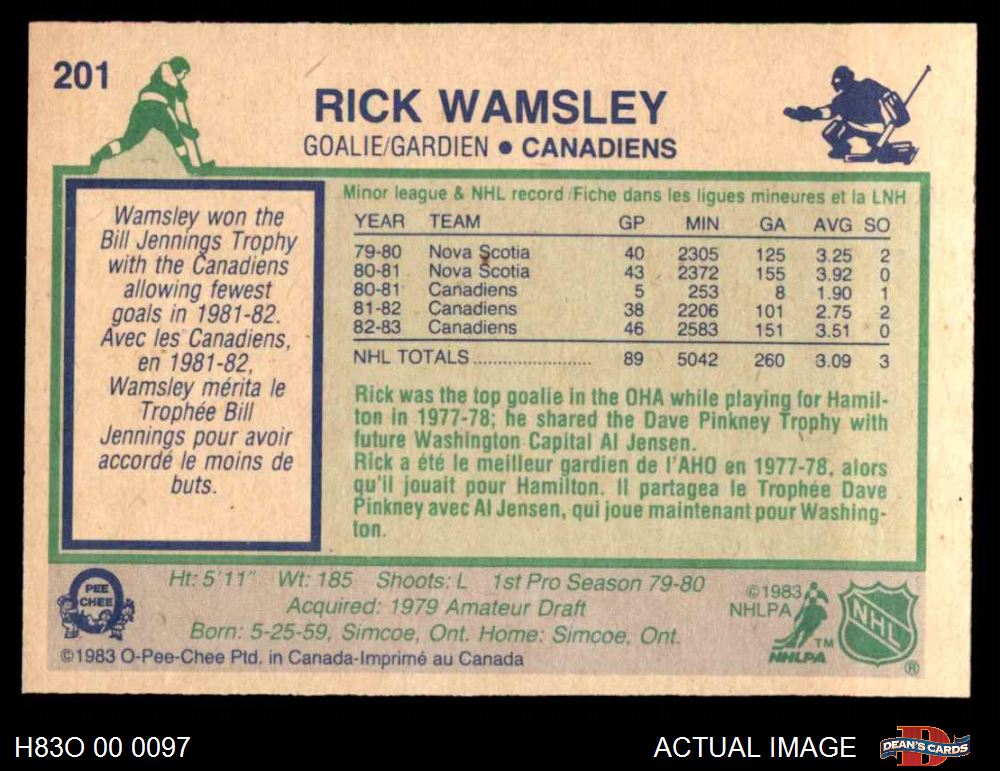 201
RICK WAMSLEY
GOALIE/GARDIEN • CANADIENS
Wamsley won the
Bill Jennings Trophy
with the Canadiens
allowing fewest
goals in 1981-82.
Avec les Canadiens,
en 1981-82,
Wamsley mérita le
Trophée Bill
Jennings pour avoir
accordé le moins de
buts.
Minor league & NHL record/Fiche dans les ligues mineures et la LNH
YEAR TEAM GP MIN GA AVG SO
79-80 Nova Scotia 40 2305 125 3.25 2
80-81 Nova Scotia 43 2372 155 3.92 0
80-81 Canadiens 5 253 8 1.90 1
81-82 Canadiens 38 2206 101 2.75 2
82-83 Canadiens 46 2583 151 3.51 0
NHL TOTALS........................ 89 5042 260 3.09 3
Rick was the top goalie in the OHA while playing for Hamil-
ton in 1977-78; he shared the Dave Pinkney Trophy with
future Washington Capital Al Jensen.
Rick a été le meilleur gardien de l'AHO en 1977-78, alors
qu'il jouait pour Hamilton. Il partagea le Trophée Dave
Pinkney avec Al Jensen, qui joue maintenant pour Washing-
ton.
O
PEE
CHEE
Ht: 5'11" Wt: 185 Shoots: L 1st Pro Season 79-80
Acquired: 1979 Amateur Draft
Born: 5-25-59, Simcoe, Ont. Home: Simcoe, Ont.
©1983 O-Pee-Chee Ptd. in Canada-Imprimé au Canada
©1983
NHLPA
TM
NHLPA
NHL
®
H83O 00 0097
ACTUAL IMAGE
D
DEAN'S CARDS